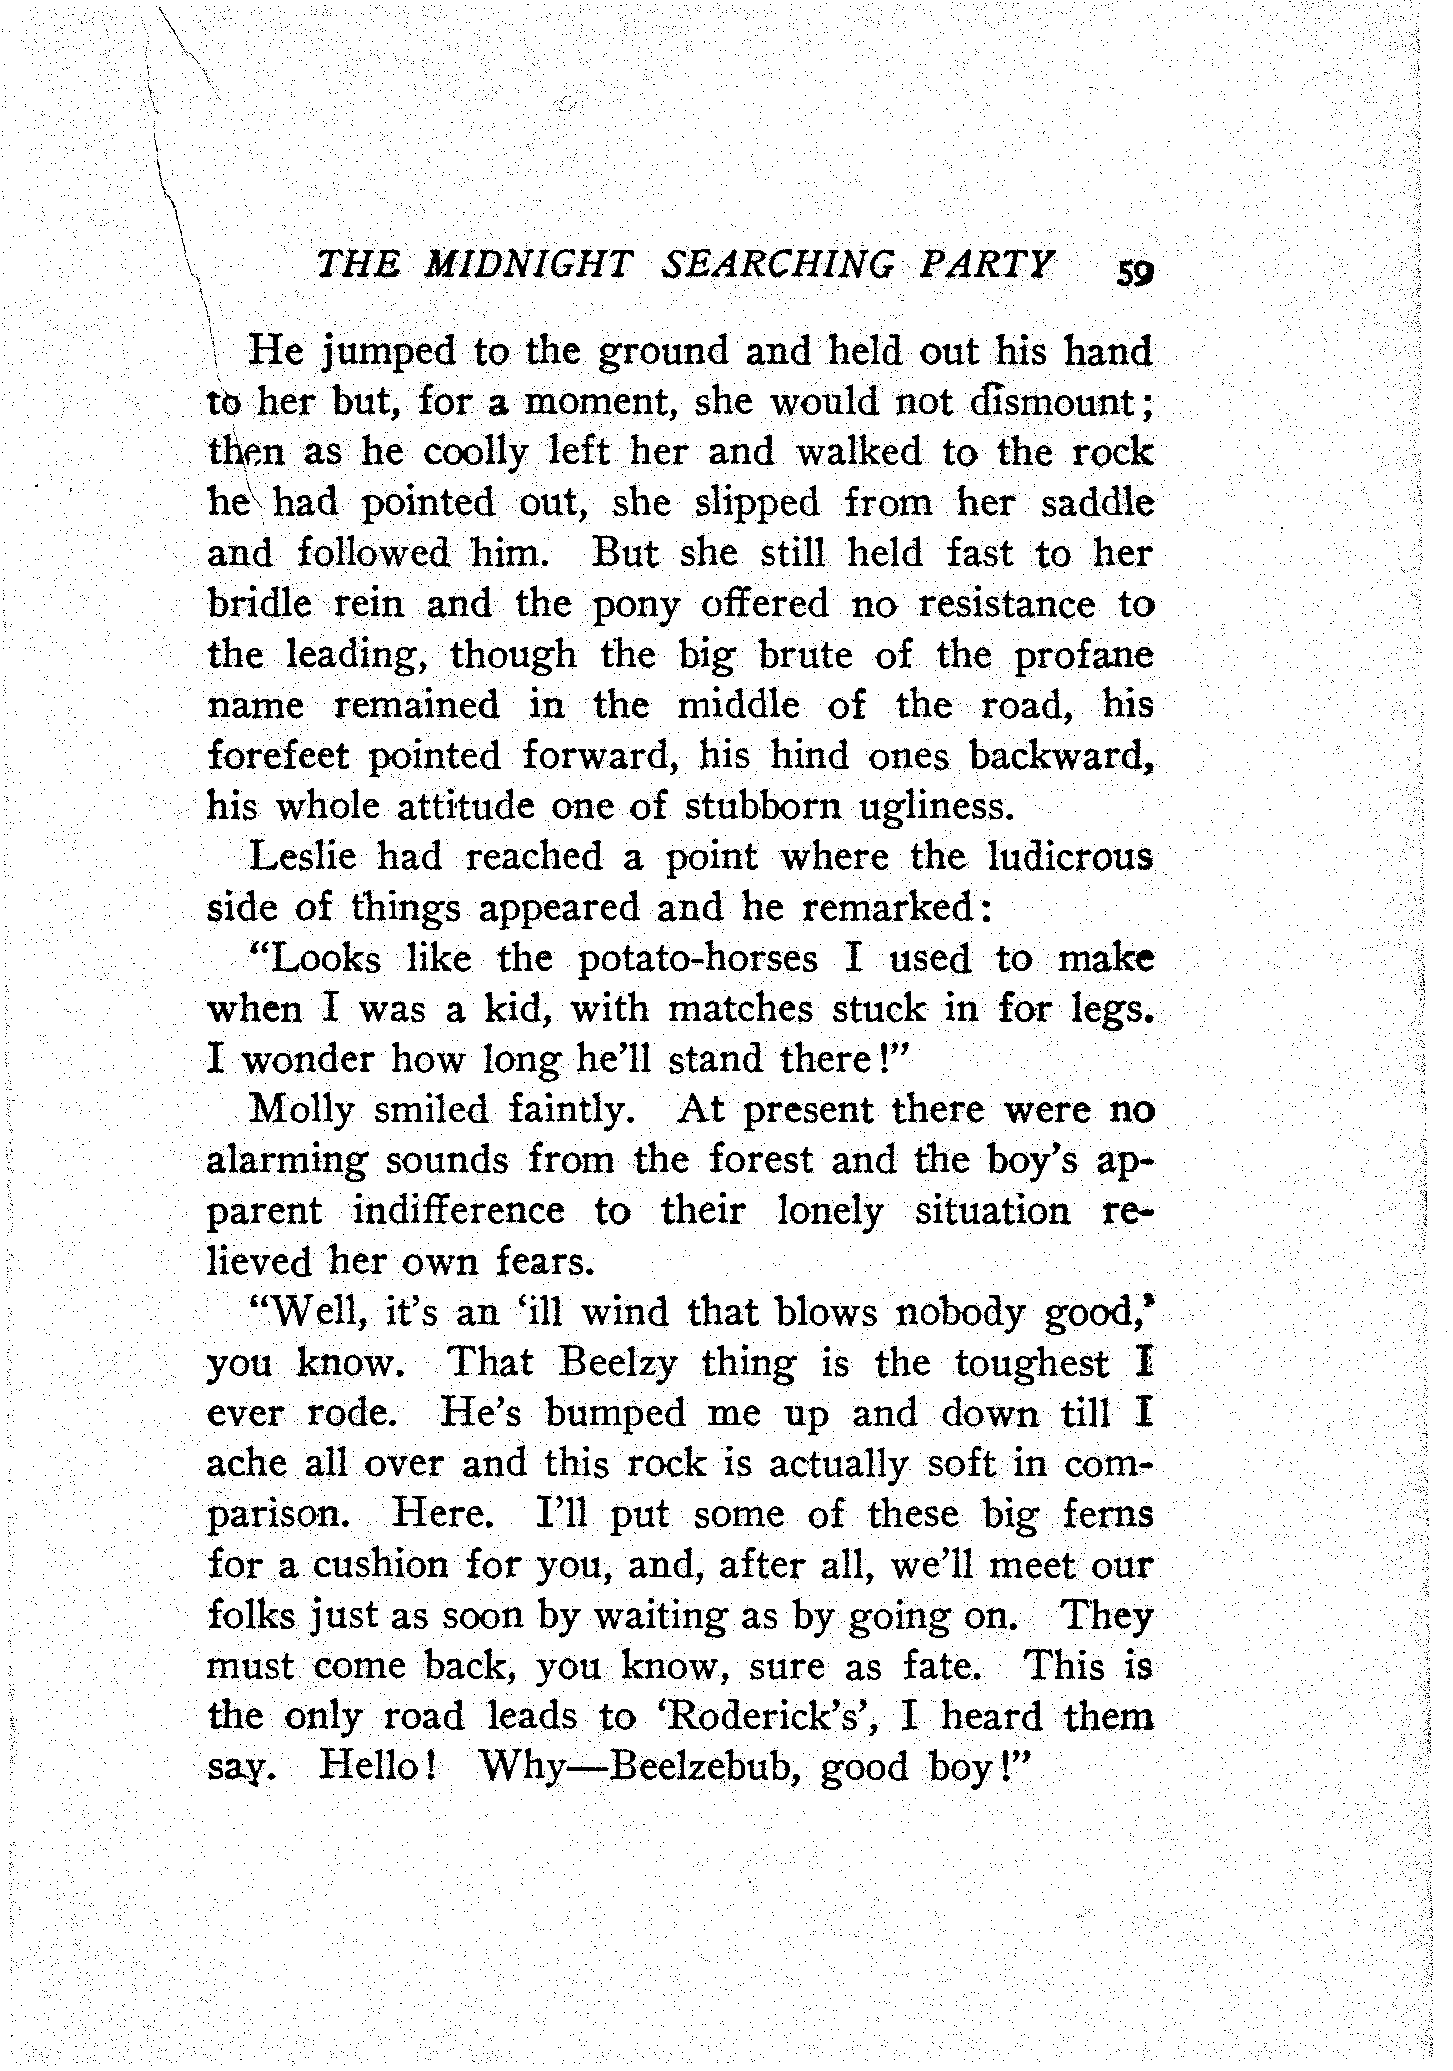 THE MIDNIGHT SEARCHING PARTY 59
He jumped to the ground and held out his hand
to her but, for a moment, she would not dismount;
then as he coolly left her and walked to the rock
he had pointed out, she slipped from her saddle
and followed him. But she still held fast to her
bridle rein and the pony offered no resistance to
the leading, though the big brute of the profane
name remained in the middle of the road, his
forefeet pointed forward, his hind ones backward,
his whole attitude one of stubborn ugliness.
Leslie had reached a point where the ludicrous
side of things appeared and he remarked:
“Looks like the potato-horses I used to make
when I was a kid, with matches stuck in for legs.
I wonder how long he’ll stand there!”
Molly smiled faintly. At present there were no
alarming sounds from the forest and the boy’s ap-
parent indifference to their lonely situation re-
lieved her own fears.
“Well, it’s an ‘ill wind that blows nobody good,’
you know. That Beelzy thing is the toughest I
ever rode. He’s bumped me up and down till I
ache all over and this rock is actually soft in com-
parison. Here. I’ll put some of these big ferns
for a cushion for you, and, after all, we’ll meet our
folks just as soon by waiting as by going on. They
must come back, you know, sure as fate. This is
the only road leads to ‘Roderick’s’, I heard them
say. Hello! Why—Beelzebub, good boy!”